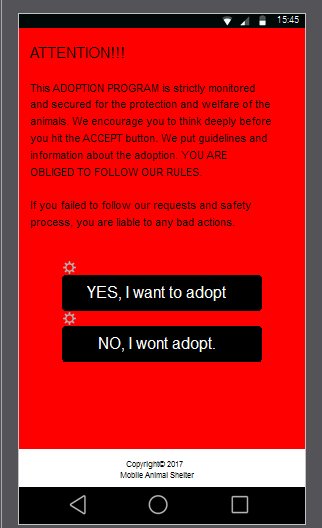 15:45
ATTENTION!!!
This ADOPTION PROGRAM is strictly monitored
and secured for the protection and welfare of the
animals. We encourage you to think deeply before
you hit the ACCEPT button. We put guidelines and
information about the adoption. YOU ARE
OBLIGED TO FOLLOW OUR RULES.
If you failed to follow our requests and safety
process, you are liable to any bad actions.
YES, I want to adopt
NO, I wont adopt.
Copyright© 2017
Mobile Animal Shelter